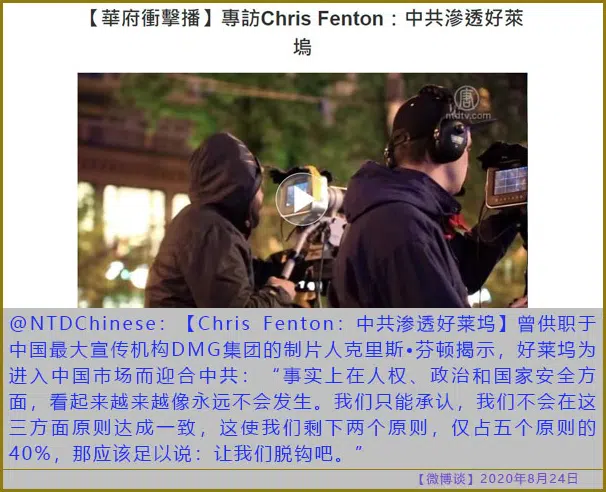 【華府衝擊播】專訪Chris Fenton：中共滲透好萊
塢
唐
ntdtv.com
@NTDChinese：【Chris Fenton：中共渗透好莱坞】曾供职于
中国最大宣传机构DMG集团的制片人克里斯•芬顿揭示，好莱坞为
进入中国市场而迎合中共：“事实上在人权、政治和国家安全方
面，看起来越来越像永远不会发生。我们只能承认，我们不会在这
三方面原则达成一致，这使我们剩下两个原则，仅占五个原则的
40%，那应该足以说：让我们脱钩吧。”
【微博谈】2020年8月24日